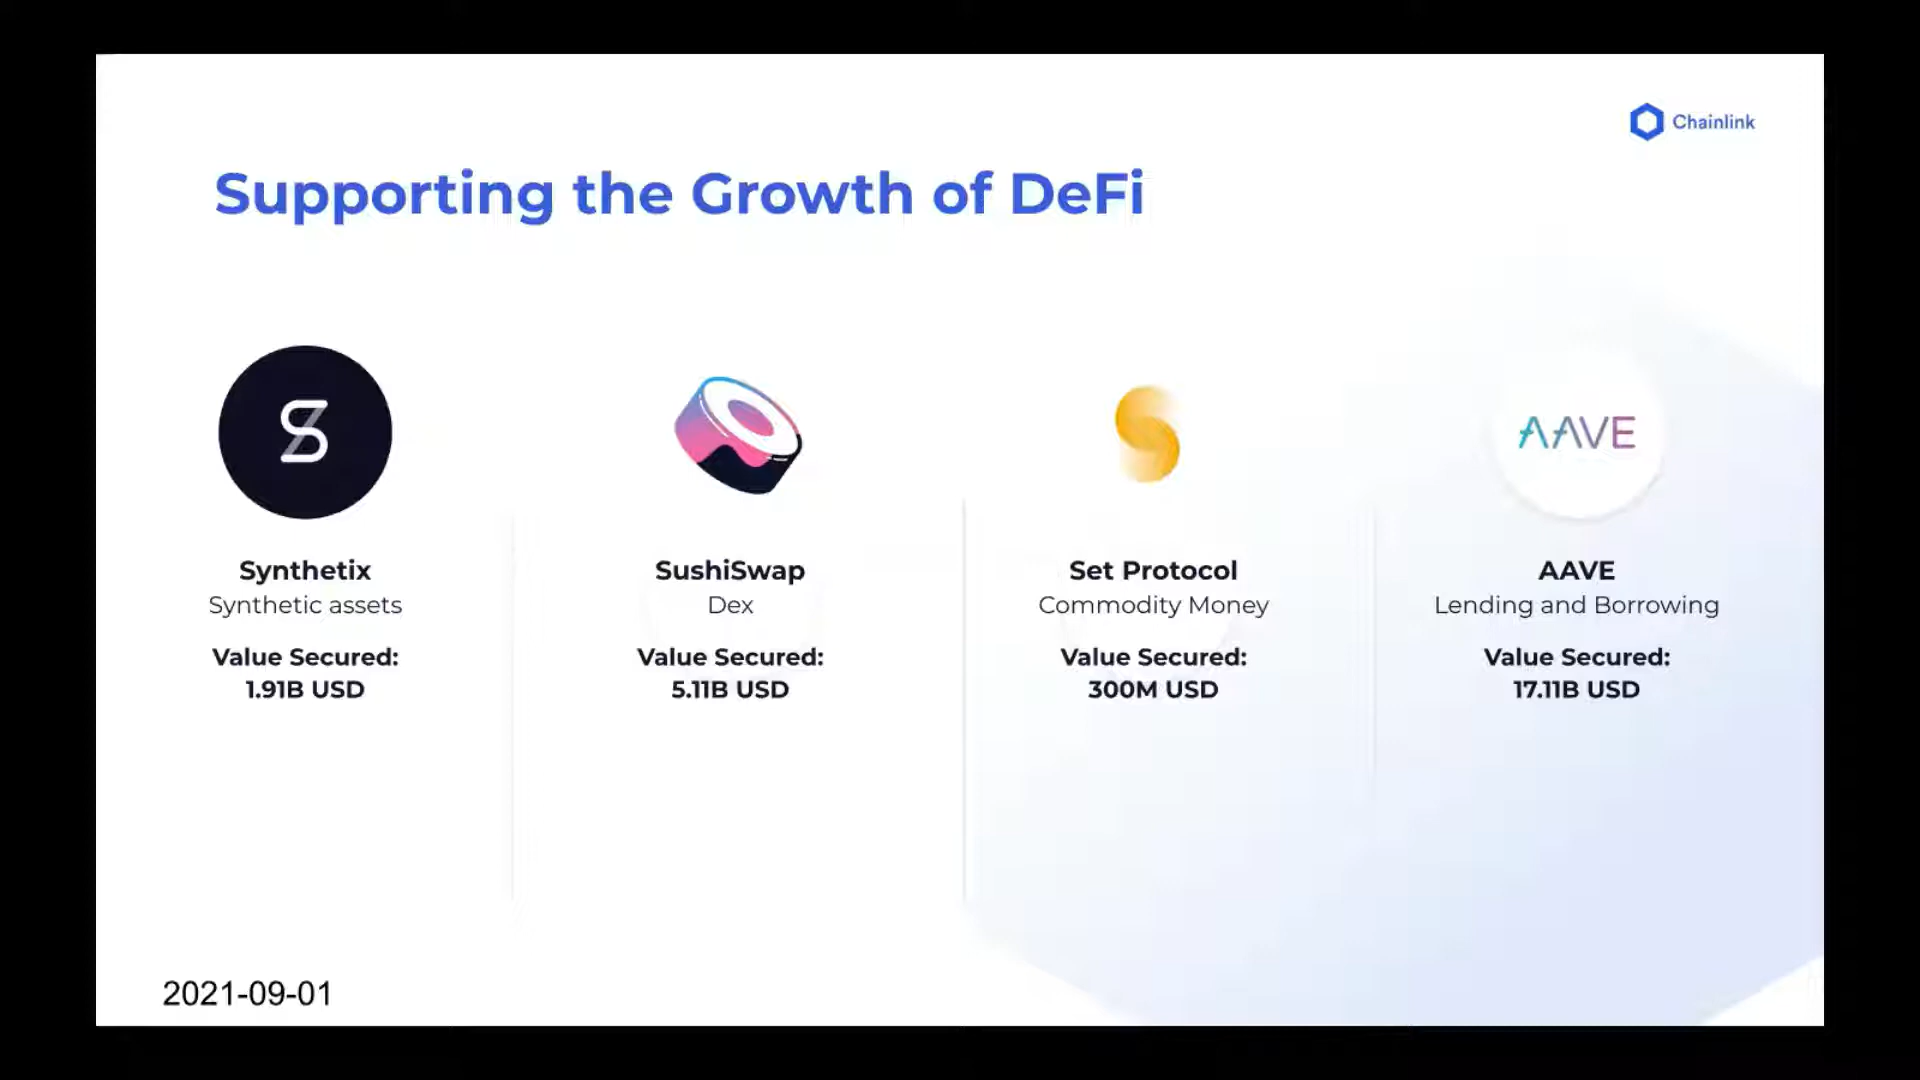 Chainlink
Supporting the Growth of DeFi
AAVE
Synthetix
Synthetic assets
Value Secured:
1.91B USD
SushiSwap
Dex
Value Secured:
5.11B USD
Set Protocol
Commodity Money
Value Secured:
300M USD
AAVE
Lending and Borrowing
Value Secured:
17.11B USD
2021-09-01